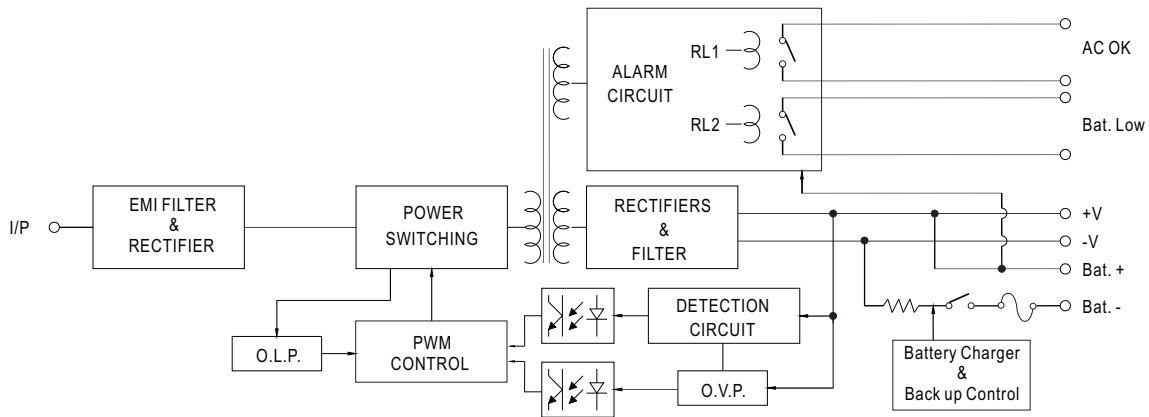 RL1
AC OK
ALARM
CIRCUIT
RL2
Bat. Low
I/P
EMI FILTER
&
RECTIFIER
POWER
SWITCHING
RECTIFIERS
&
FILTER
+V
-V
Bat. +
Bat. -
O.L.P.
PWM
CONTROL
DETECTION
CIRCUIT
O.V.P.
Battery Charger
&
Back up Control